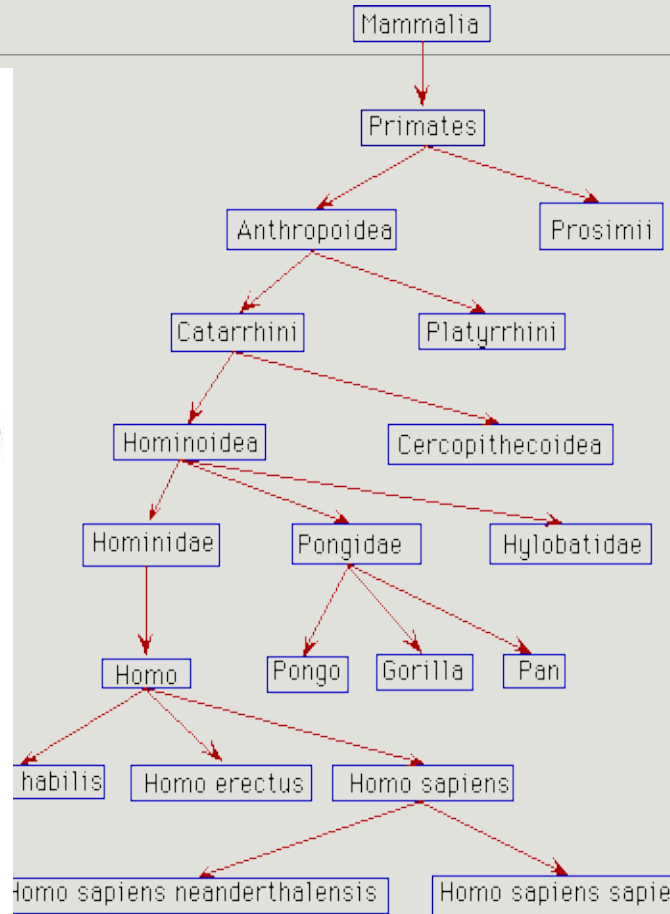 Mammalia
Primates
Anthropoidea
Prosimii
Catarrhini
Platyrrhini
Hominoidea
Cercopithecoidea
Hominidae
Pongidae
Hylobatidae
Homo
Pongo
Gorilla
Pan
habilis
Homo erectus
Homo sapiens
Homo sapiens neanderthalensis
Homo sapiens sapie